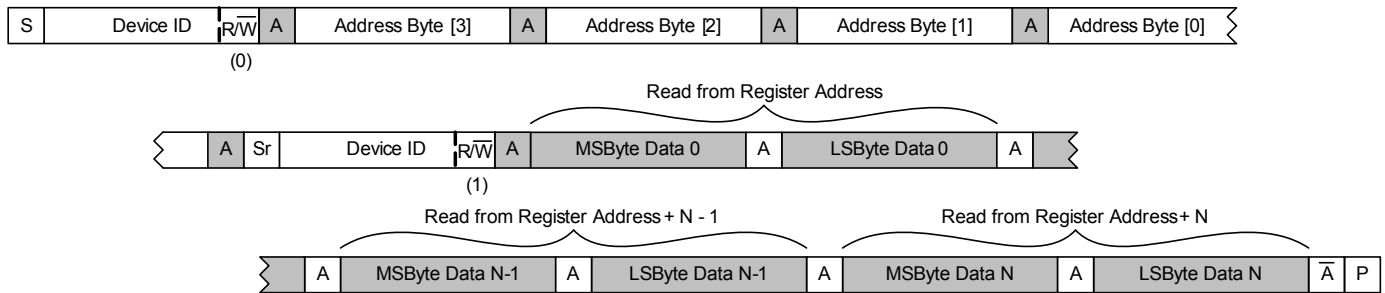 S Device ID R/W̅ A Address Byte [3] A Address Byte [2] A Address Byte [1] A Address Byte [0]
(0)
Read from Register Address
A Sr Device ID R/W̅ A MSByte Data 0 A LSByte Data 0 A
(1)
Read from Register Address + N - 1 Read from Register Address + N
A MSByte Data N-1 A LSByte Data N-1 A MSByte Data N A LSByte Data N A̅ P